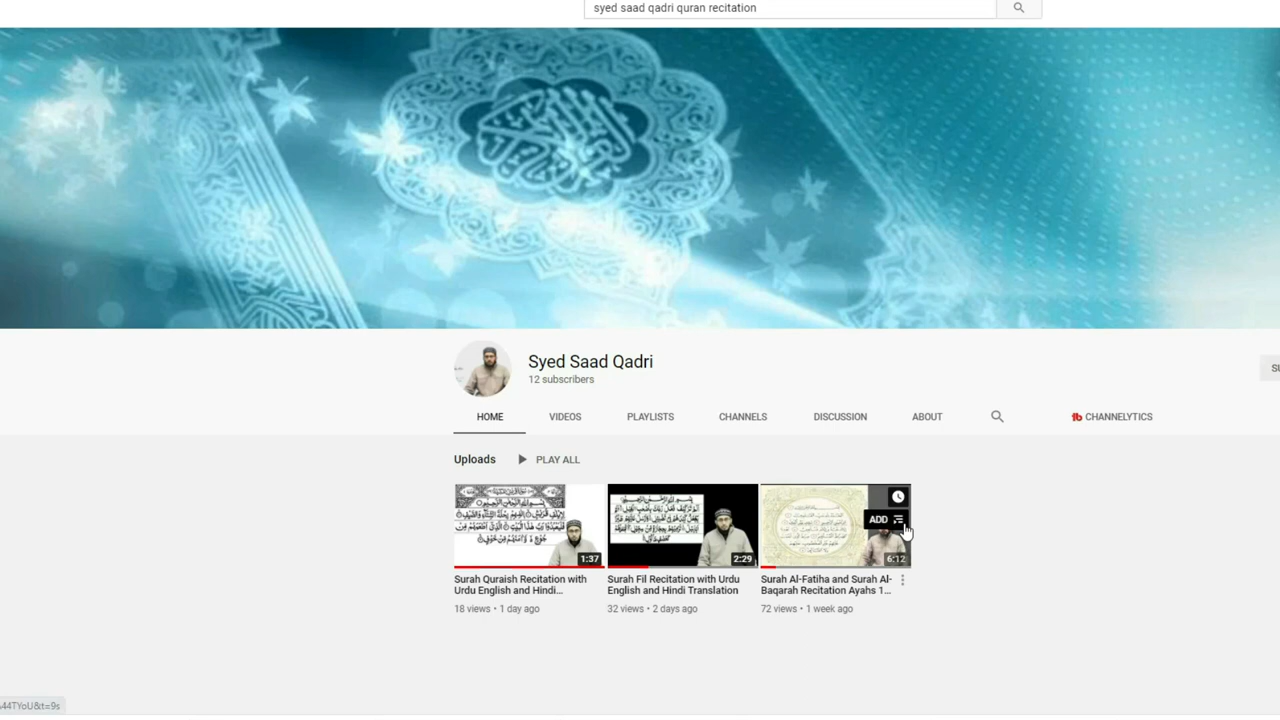 syed saad qadri quran recitation
Syed Saad Qadri
12 subscribers
SU
HOME
VIDEOS
PLAYLISTS
CHANNELS
DISCUSSION
ABOUT
CHANNELYTICS
Uploads
PLAY ALL
ADD
1:37
2:29
6:12
Surah Quraish Recitation with
Urdu English and Hindi...
18 views • 1 day ago
Surah Fil Recitation with Urdu
English and Hindi Translation
32 views • 2 days ago
Surah Al-Fatiha and Surah Al-
Baqarah Recitation Ayahs 1...
72 views • 1 week ago
44TYoU&t=9s